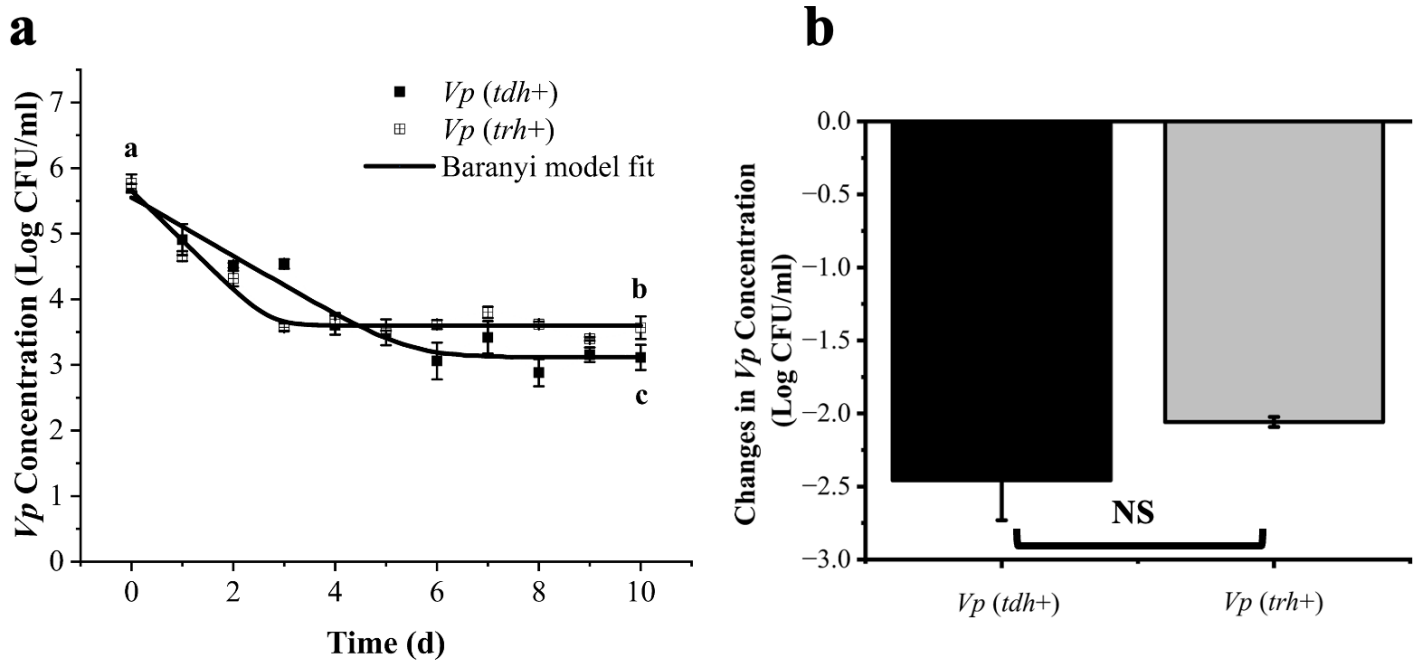 a
Vp Concentration (Log CFU/ml)
7
6
5
4
3
2
1
0
Vp (tdh+)
Vp (trh+)
Baranyi model fit
a
b
c
0 2 4 6 8 10
Time (d)
b
Changes in Vp Concentration
(Log CFU/ml)
0.0
−0.5
−1.0
−1.5
−2.0
−2.5
−3.0
NS
Vp (tdh+) Vp (trh+)